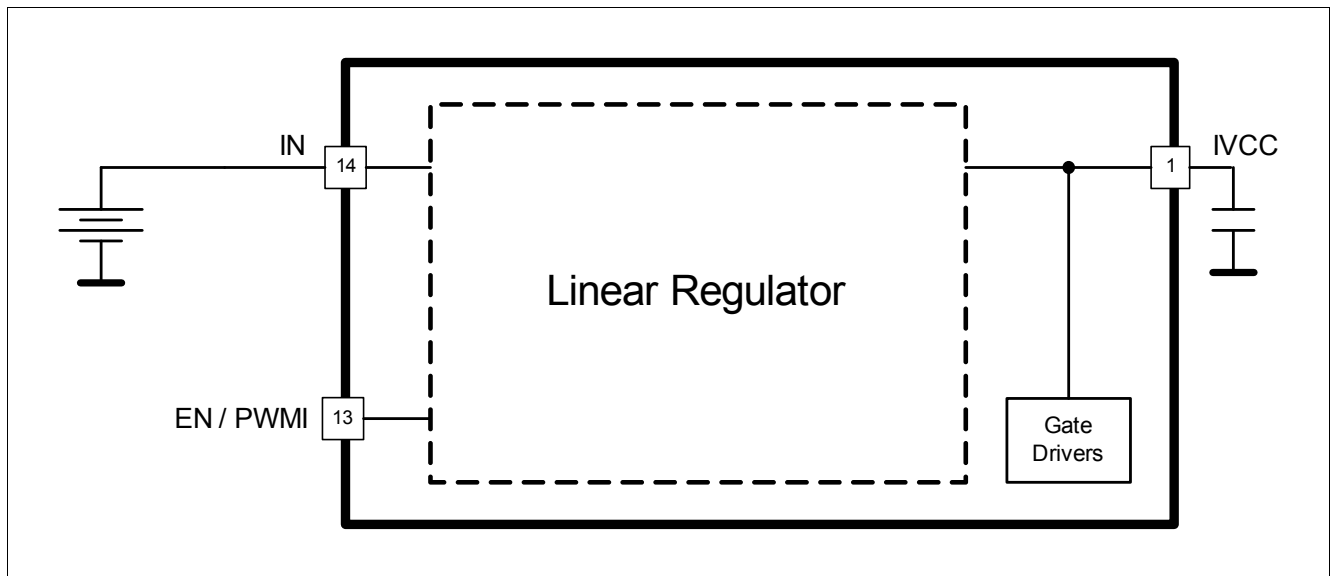 IN
14
1
IVCC
Linear Regulator
EN / PWMI
13
Gate
Drivers